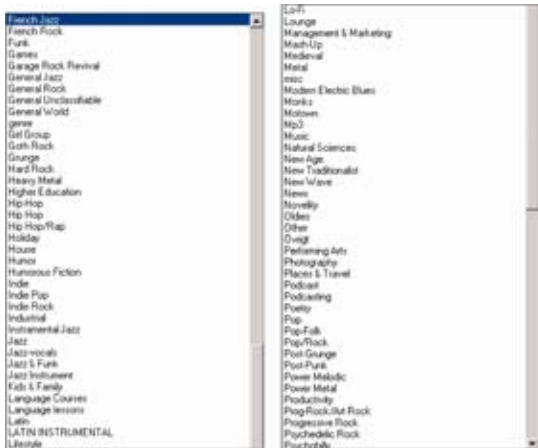 French Jazz
French Rock
Funk
Games
Garage Rock Revival
General Jazz
General Rock
General Unclassifiable
General World
genre
Girl Group
Goth Rock
Grunge
Hard Rock
Heavy Metal
Higher Education
Hip-Hop
Hip Hop
Hip Hop/Rap
Holiday
House
Humor
Humorous Fiction
Indie
Indie Pop
Indie Rock
Industrial
Instramental Jazz
Jazz
Jazz-vocals
Jazz & Funk
Jazz Instrument
Kids & Family
Language Courses
Language lessons
Latin
LATIN INSTRUMENTAL
Lifestyle
Lo-Fi
Lounge
Management & Marketing
Mash-Up
Medieval
Metal
misc
Modern Electric Blues
Monks
Motown
Mp3
Music
Natural Sciences
New Age
New Traditionalist
New Wave
News
Novelity
Oldies
Other
Övrigt
Performing Arts
Photography
Places & Travel
Podcast
Podcasting
Poetry
Pop
Pop-Folk
Pop/Rock
Post-Grunge
Post-Punk
Power Melodic
Power Metal
Productivity
Prog-Rock/Art Rock
Progressive Rock
Psychedelic Rock
Psychobilly